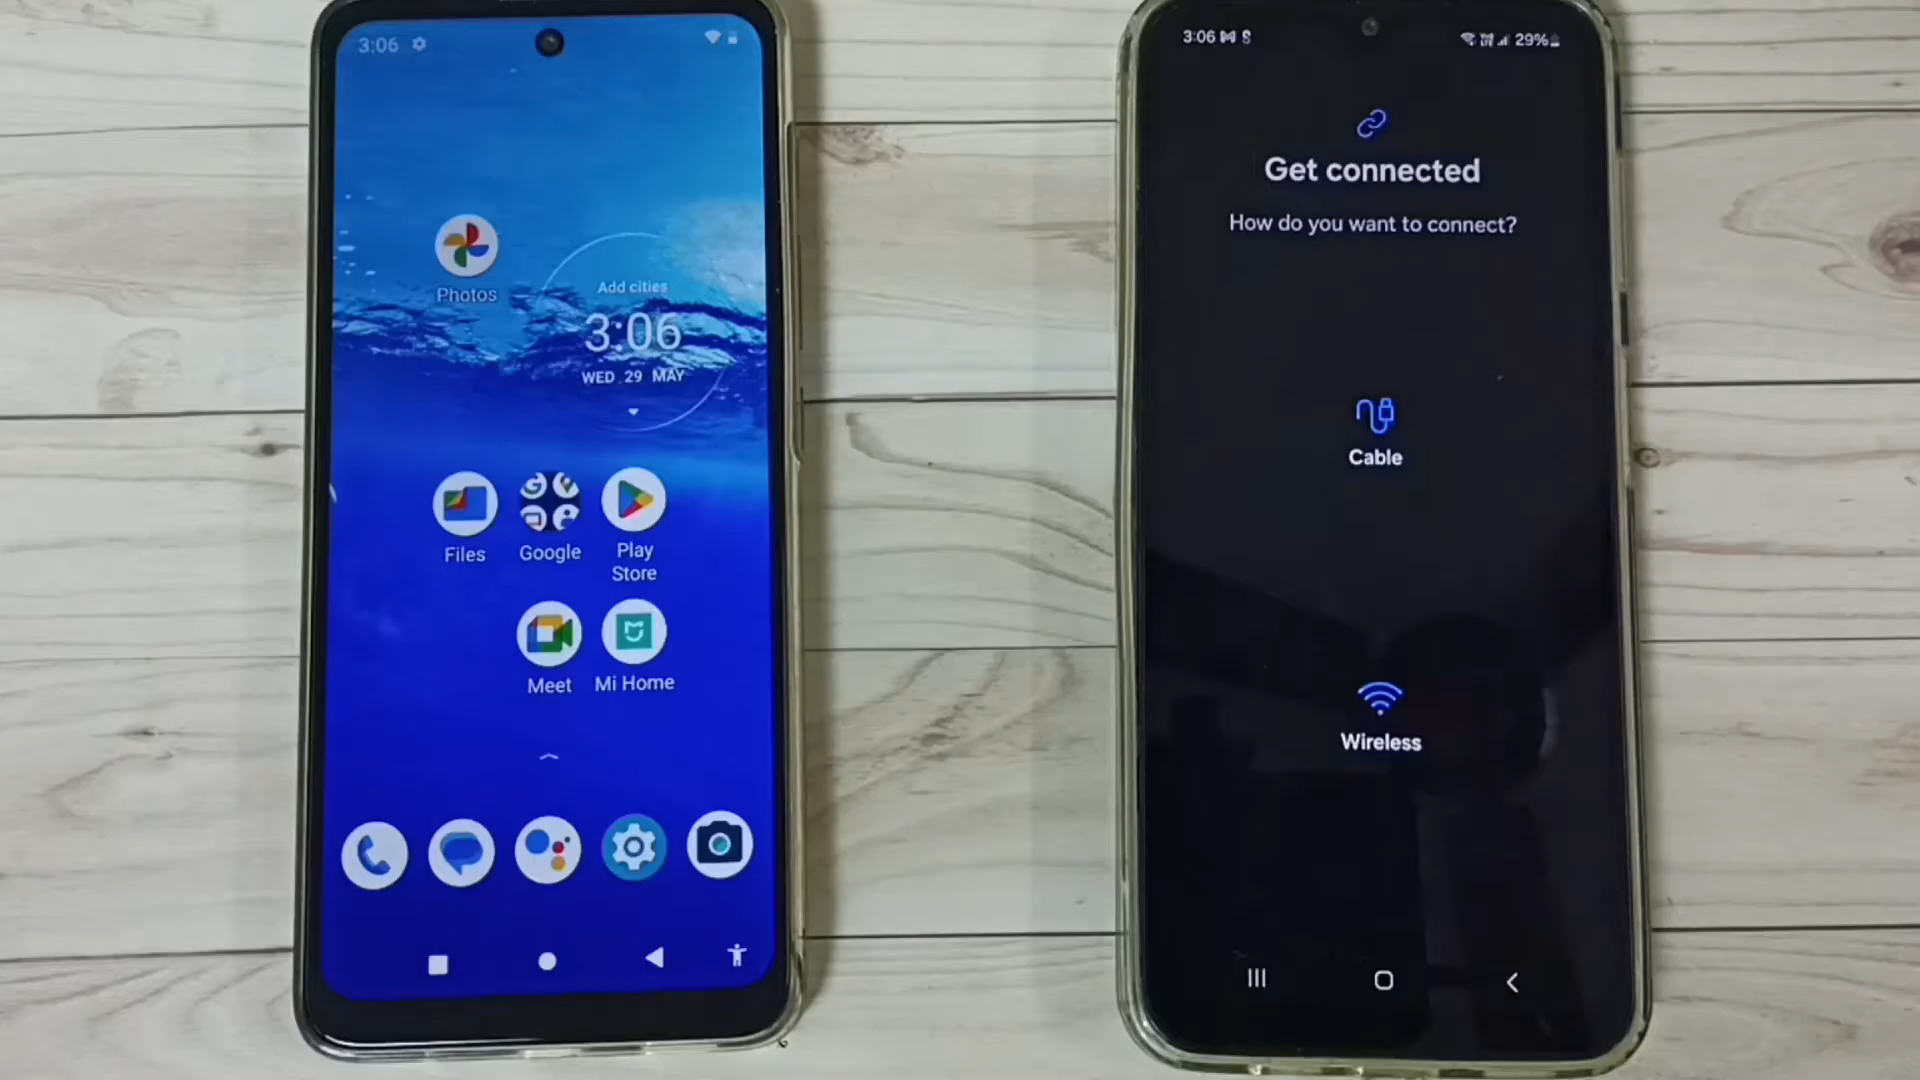 3:06
Photos
Add cities
3:06
WED 29 MAY
Files
Google
Play
Store
Meet
Mi Home
3:06
29%
Get connected
How do you want to connect?
Cable
Wireless